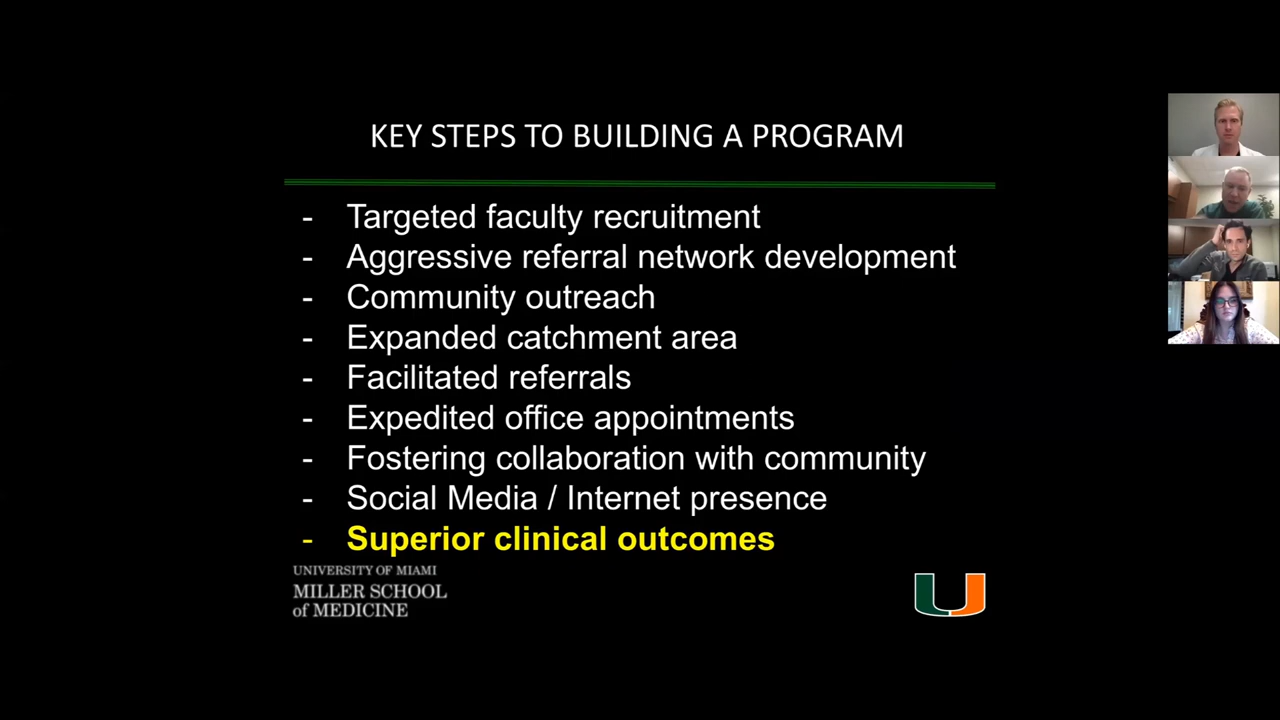 KEY STEPS TO BUILDING A PROGRAM
- Targeted faculty recruitment
- Aggressive referral network development
- Community outreach
- Expanded catchment area
- Facilitated referrals
- Expedited office appointments
- Fostering collaboration with community
- Social Media / Internet presence
- Superior clinical outcomes
UNIVERSITY OF MIAMI
MILLER SCHOOL
of MEDICINE